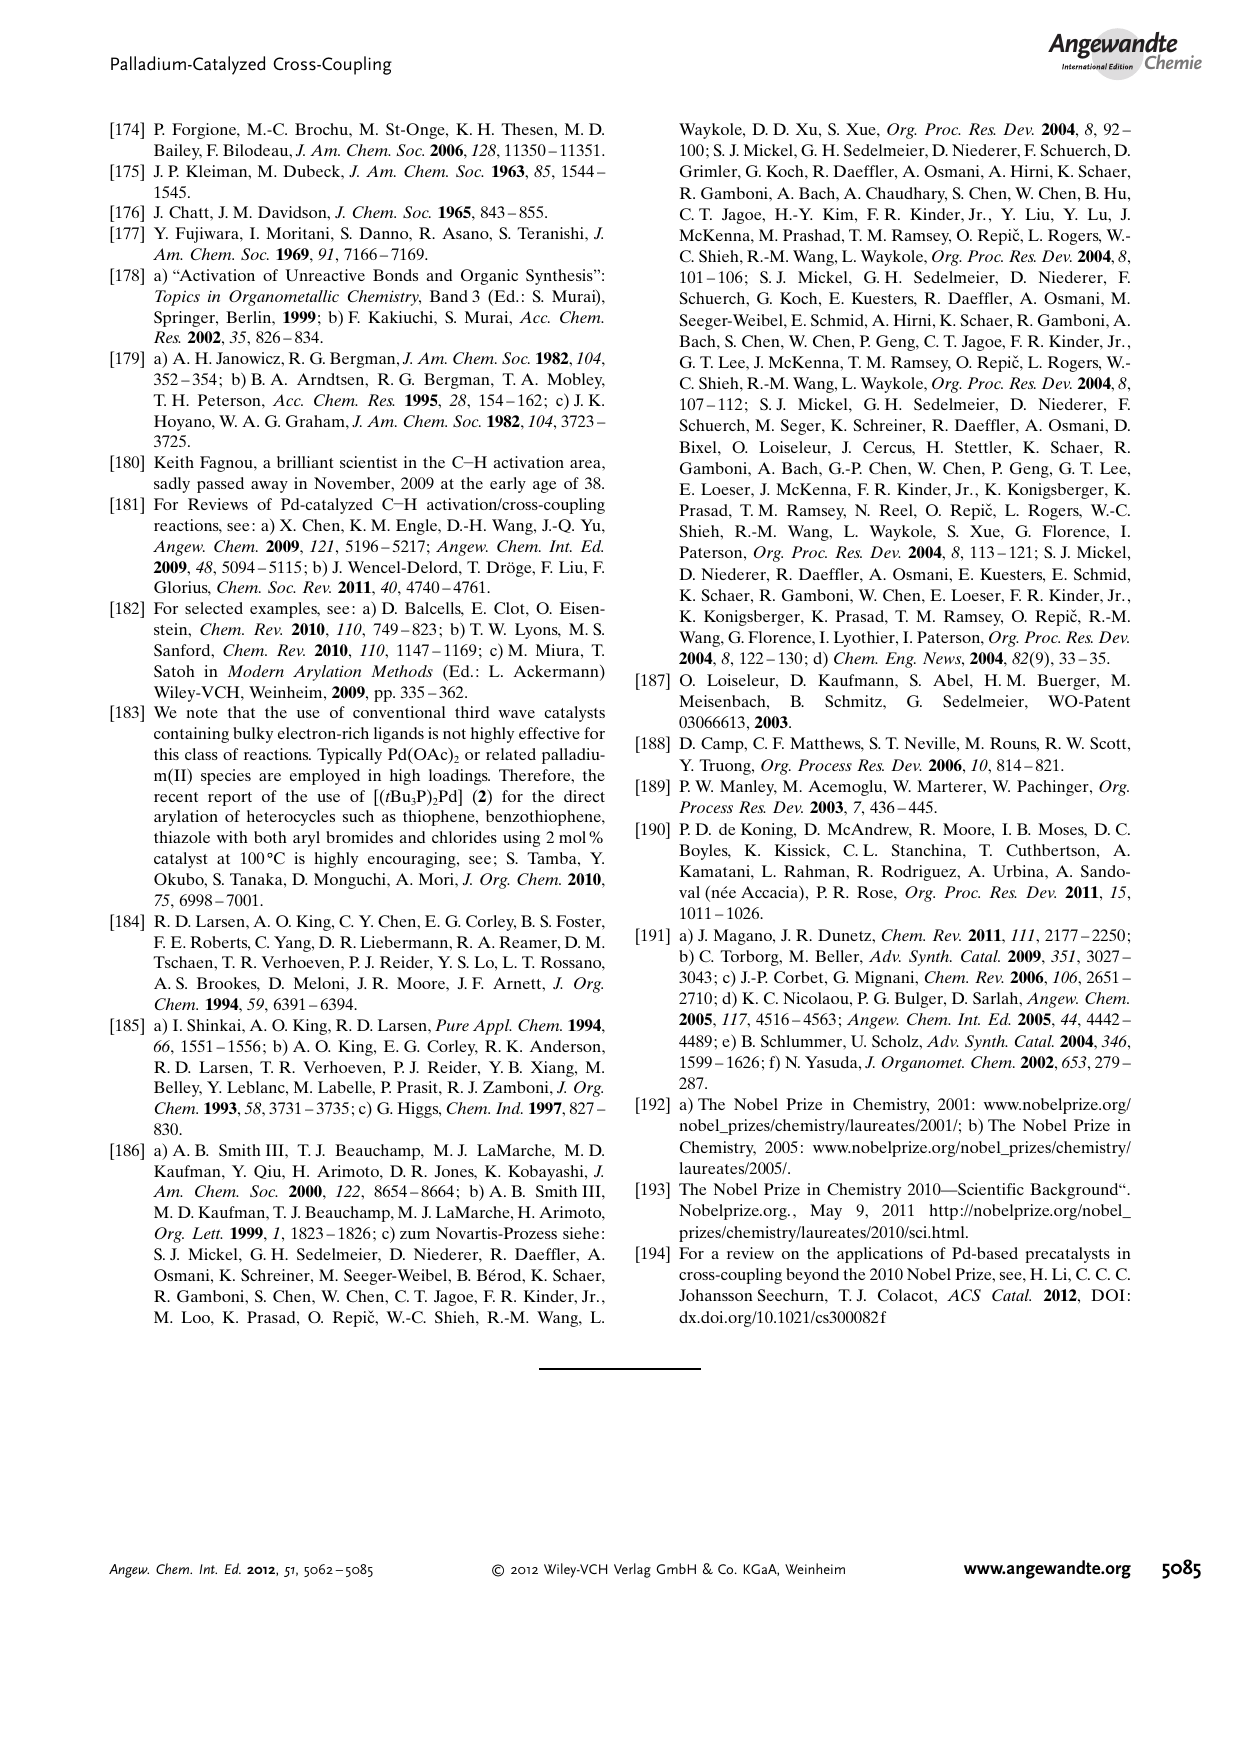 Palladium-Catalyzed Cross-Coupling
Angewandte
International Edition Chemie
[174] P. Forgione, M.-C. Brochu, M. St-Onge, K. H. Thesen, M. D.
Bailey, F. Bilodeau, J. Am. Chem. Soc. 2006, 128, 11350–11351.
[175] J. P. Kleiman, M. Dubeck, J. Am. Chem. Soc. 1963, 85, 1544–
1545.
[176] J. Chatt, J. M. Davidson, J. Chem. Soc. 1965, 843–855.
[177] Y. Fujiwara, I. Moritani, S. Danno, R. Asano, S. Teranishi, J.
Am. Chem. Soc. 1969, 91, 7166–7169.
[178] a) “Activation of Unreactive Bonds and Organic Synthesis”:
Topics in Organometallic Chemistry, Band 3 (Ed.: S. Murai),
Springer, Berlin, 1999; b) F. Kakiuchi, S. Murai, Acc. Chem.
Res. 2002, 35, 826–834.
[179] a) A. H. Janowicz, R. G. Bergman, J. Am. Chem. Soc. 1982, 104,
352–354; b) B. A. Arndtsen, R. G. Bergman, T. A. Mobley,
T. H. Peterson, Acc. Chem. Res. 1995, 28, 154–162; c) J. K.
Hoyano, W. A. G. Graham, J. Am. Chem. Soc. 1982, 104, 3723–
3725.
[180] Keith Fagnou, a brilliant scientist in the C–H activation area,
sadly passed away in November, 2009 at the early age of 38.
[181] For Reviews of Pd-catalyzed C–H activation/cross-coupling
reactions, see: a) X. Chen, K. M. Engle, D.-H. Wang, J.-Q. Yu,
Angew. Chem. 2009, 121, 5196–5217; Angew. Chem. Int. Ed.
2009, 48, 5094–5115; b) J. Wencel-Delord, T. Dröge, F. Liu, F.
Glorius, Chem. Soc. Rev. 2011, 40, 4740–4761.
[182] For selected examples, see: a) D. Balcells, E. Clot, O. Eisen-
stein, Chem. Rev. 2010, 110, 749–823; b) T. W. Lyons, M. S.
Sanford, Chem. Rev. 2010, 110, 1147–1169; c) M. Miura, T.
Satoh in Modern Arylation Methods (Ed.: L. Ackermann)
Wiley-VCH, Weinheim, 2009, pp. 335–362.
[183] We note that the use of conventional third wave catalysts
containing bulky electron-rich ligands is not highly effective for
this class of reactions. Typically Pd(OAc)₂ or related palladiu-
m(II) species are employed in high loadings. Therefore, the
recent report of the use of [(tBu₃P)₂Pd] (2) for the direct
arylation of heterocycles such as thiophene, benzothiophene,
thiazole with both aryl bromides and chlorides using 2 mol %
catalyst at 100 °C is highly encouraging, see; S. Tamba, Y.
Okubo, S. Tanaka, D. Monguchi, A. Mori, J. Org. Chem. 2010,
75, 6998–7001.
[184] R. D. Larsen, A. O. King, C. Y. Chen, E. G. Corley, B. S. Foster,
F. E. Roberts, C. Yang, D. R. Liebermann, R. A. Reamer, D. M.
Tschaen, T. R. Verhoeven, P. J. Reider, Y. S. Lo, L. T. Rossano,
A. S. Brookes, D. Meloni, J. R. Moore, J. F. Arnett, J. Org.
Chem. 1994, 59, 6391–6394.
[185] a) I. Shinkai, A. O. King, R. D. Larsen, Pure Appl. Chem. 1994,
66, 1551–1556; b) A. O. King, E. G. Corley, R. K. Anderson,
R. D. Larsen, T. R. Verhoeven, P. J. Reider, Y. B. Xiang, M.
Belley, Y. Leblanc, M. Labelle, P. Prasit, R. J. Zamboni, J. Org.
Chem. 1993, 58, 3731–3735; c) G. Higgs, Chem. Ind. 1997, 827–
830.
[186] a) A. B. Smith III, T. J. Beauchamp, M. J. LaMarche, M. D.
Kaufman, Y. Qiu, H. Arimoto, D. R. Jones, K. Kobayashi, J.
Am. Chem. Soc. 2000, 122, 8654–8664; b) A. B. Smith III,
M. D. Kaufman, T. J. Beauchamp, M. J. LaMarche, H. Arimoto,
Org. Lett. 1999, 1, 1823–1826; c) zum Novartis-Prozess siehe:
S. J. Mickel, G. H. Sedelmeier, D. Niederer, R. Daeffler, A.
Osmani, K. Schreiner, M. Seeger-Weibel, B. Bérod, K. Schaer,
R. Gamboni, S. Chen, W. Chen, C. T. Jagoe, F. R. Kinder, Jr.,
M. Loo, K. Prasad, O. Repič, W.-C. Shieh, R.-M. Wang, L.
Waykole, D. D. Xu, S. Xue, Org. Proc. Res. Dev. 2004, 8, 92–
100; S. J. Mickel, G. H. Sedelmeier, D. Niederer, F. Schuerch, D.
Grimler, G. Koch, R. Daeffler, A. Osmani, A. Hirni, K. Schaer,
R. Gamboni, A. Bach, A. Chaudhary, S. Chen, W. Chen, B. Hu,
C. T. Jagoe, H.-Y. Kim, F. R. Kinder, Jr., Y. Liu, Y. Lu, J.
McKenna, M. Prashad, T. M. Ramsey, O. Repič, L. Rogers, W.-
C. Shieh, R.-M. Wang, L. Waykole, Org. Proc. Res. Dev. 2004, 8,
101–106; S. J. Mickel, G. H. Sedelmeier, D. Niederer, F.
Schuerch, G. Koch, E. Kuesters, R. Daeffler, A. Osmani, M.
Seeger-Weibel, E. Schmid, A. Hirni, K. Schaer, R. Gamboni, A.
Bach, S. Chen, W. Chen, P. Geng, C. T. Jagoe, F. R. Kinder, Jr.,
G. T. Lee, J. McKenna, T. M. Ramsey, O. Repič, L. Rogers, W.-
C. Shieh, R.-M. Wang, L. Waykole, Org. Proc. Res. Dev. 2004, 8,
107–112; S. J. Mickel, G. H. Sedelmeier, D. Niederer, F.
Schuerch, M. Seger, K. Schreiner, R. Daeffler, A. Osmani, D.
Bixel, O. Loiseleur, J. Cercus, H. Stettler, K. Schaer, R.
Gamboni, A. Bach, G.-P. Chen, W. Chen, P. Geng, G. T. Lee,
E. Loeser, J. McKenna, F. R. Kinder, Jr., K. Konigsberger, K.
Prasad, T. M. Ramsey, N. Reel, O. Repič, L. Rogers, W.-C.
Shieh, R.-M. Wang, L. Waykole, S. Xue, G. Florence, I.
Paterson, Org. Proc. Res. Dev. 2004, 8, 113–121; S. J. Mickel,
D. Niederer, R. Daeffler, A. Osmani, E. Kuesters, E. Schmid,
K. Schaer, R. Gamboni, W. Chen, E. Loeser, F. R. Kinder, Jr.,
K. Konigsberger, K. Prasad, T. M. Ramsey, O. Repič, R.-M.
Wang, G. Florence, I. Lyothier, I. Paterson, Org. Proc. Res. Dev.
2004, 8, 122–130; d) Chem. Eng. News, 2004, 82(9), 33–35.
[187] O. Loiseleur, D. Kaufmann, S. Abel, H. M. Buerger, M.
Meisenbach, B. Schmitz, G. Sedelmeier, WO-Patent
03066613, 2003.
[188] D. Camp, C. F. Matthews, S. T. Neville, M. Rouns, R. W. Scott,
Y. Truong, Org. Process Res. Dev. 2006, 10, 814–821.
[189] P. W. Manley, M. Acemoglu, W. Marterer, W. Pachinger, Org.
Process Res. Dev. 2003, 7, 436–445.
[190] P. D. de Koning, D. McAndrew, R. Moore, I. B. Moses, D. C.
Boyles, K. Kissick, C. L. Stanchina, T. Cuthbertson, A.
Kamatani, L. Rahman, R. Rodriguez, A. Urbina, A. Sando-
val (née Accacia), P. R. Rose, Org. Proc. Res. Dev. 2011, 15,
1011–1026.
[191] a) J. Magano, J. R. Dunetz, Chem. Rev. 2011, 111, 2177–2250;
b) C. Torborg, M. Beller, Adv. Synth. Catal. 2009, 351, 3027–
3043; c) J.-P. Corbet, G. Mignani, Chem. Rev. 2006, 106, 2651–
2710; d) K. C. Nicolaou, P. G. Bulger, D. Sarlah, Angew. Chem.
2005, 117, 4516–4563; Angew. Chem. Int. Ed. 2005, 44, 4442–
4489; e) B. Schlummer, U. Scholz, Adv. Synth. Catal. 2004, 346,
1599–1626; f) N. Yasuda, J. Organomet. Chem. 2002, 653, 279–
287.
[192] a) The Nobel Prize in Chemistry, 2001: www.nobelprize.org/
nobel_prizes/chemistry/laureates/2001/; b) The Nobel Prize in
Chemistry, 2005: www.nobelprize.org/nobel_prizes/chemistry/
laureates/2005/.
[193] The Nobel Prize in Chemistry 2010—Scientific Background“.
Nobelprize.org., May 9, 2011 http://nobelprize.org/nobel_
prizes/chemistry/laureates/2010/sci.html.
[194] For a review on the applications of Pd-based precatalysts in
cross-coupling beyond the 2010 Nobel Prize, see, H. Li, C. C. C.
Johansson Seechurn, T. J. Colacot, ACS Catal. 2012, DOI:
dx.doi.org/10.1021/cs300082f
Angew. Chem. Int. Ed. 2012, 51, 5062–5085
© 2012 Wiley-VCH Verlag GmbH & Co. KGaA, Weinheim
www.angewandte.org 5085